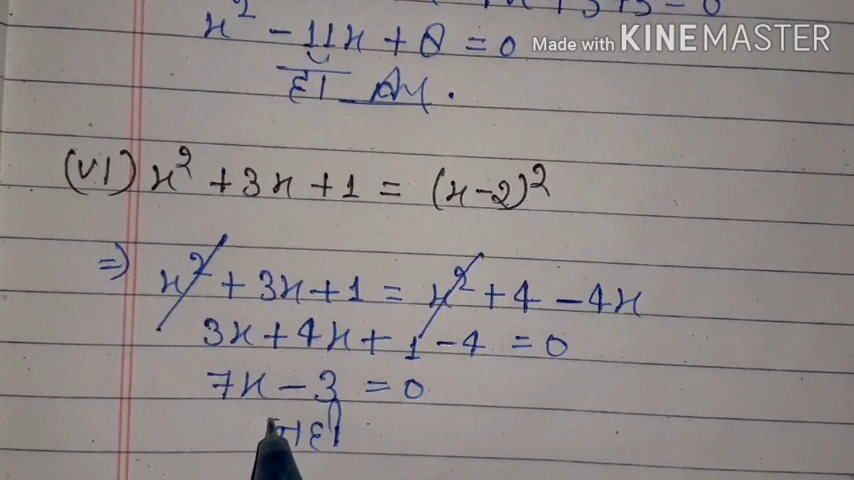 x² - 11x + 8 = 0
Made with KINEMASTER
हाँ Ans.
(vi) x² + 3x + 1 = (x-2)²
⇒ x² + 3x + 1 = x² + 4 - 4x
3x + 4x + 1 - 4 = 0
7x - 3 = 0
नहीं